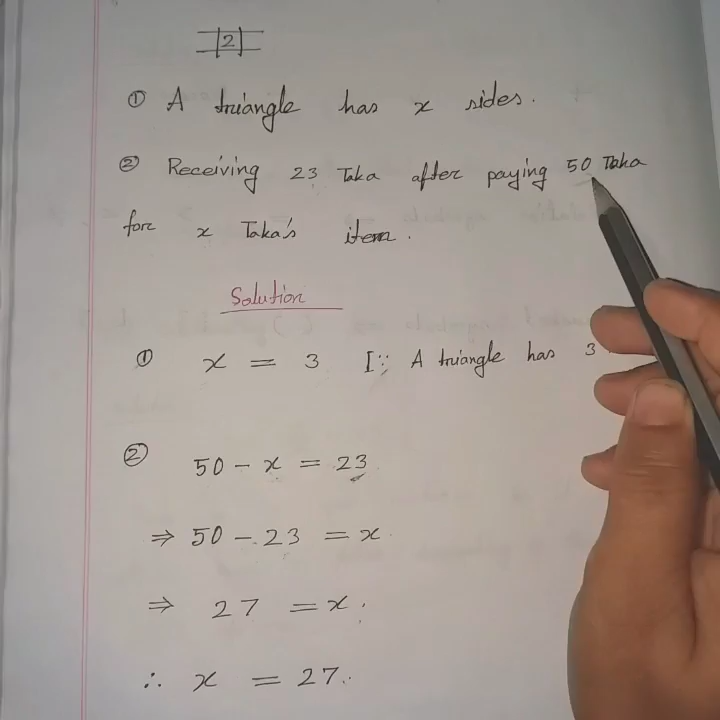 2
① A triangle has x sides.
② Receiving 23 Taka after paying 50 Taka
for x Taka's item.
Solution
① x = 3 [∵ A triangle has 3
② 50 - x = 23
⇒ 50 - 23 = x
⇒ 27 = x
∴ x = 27.